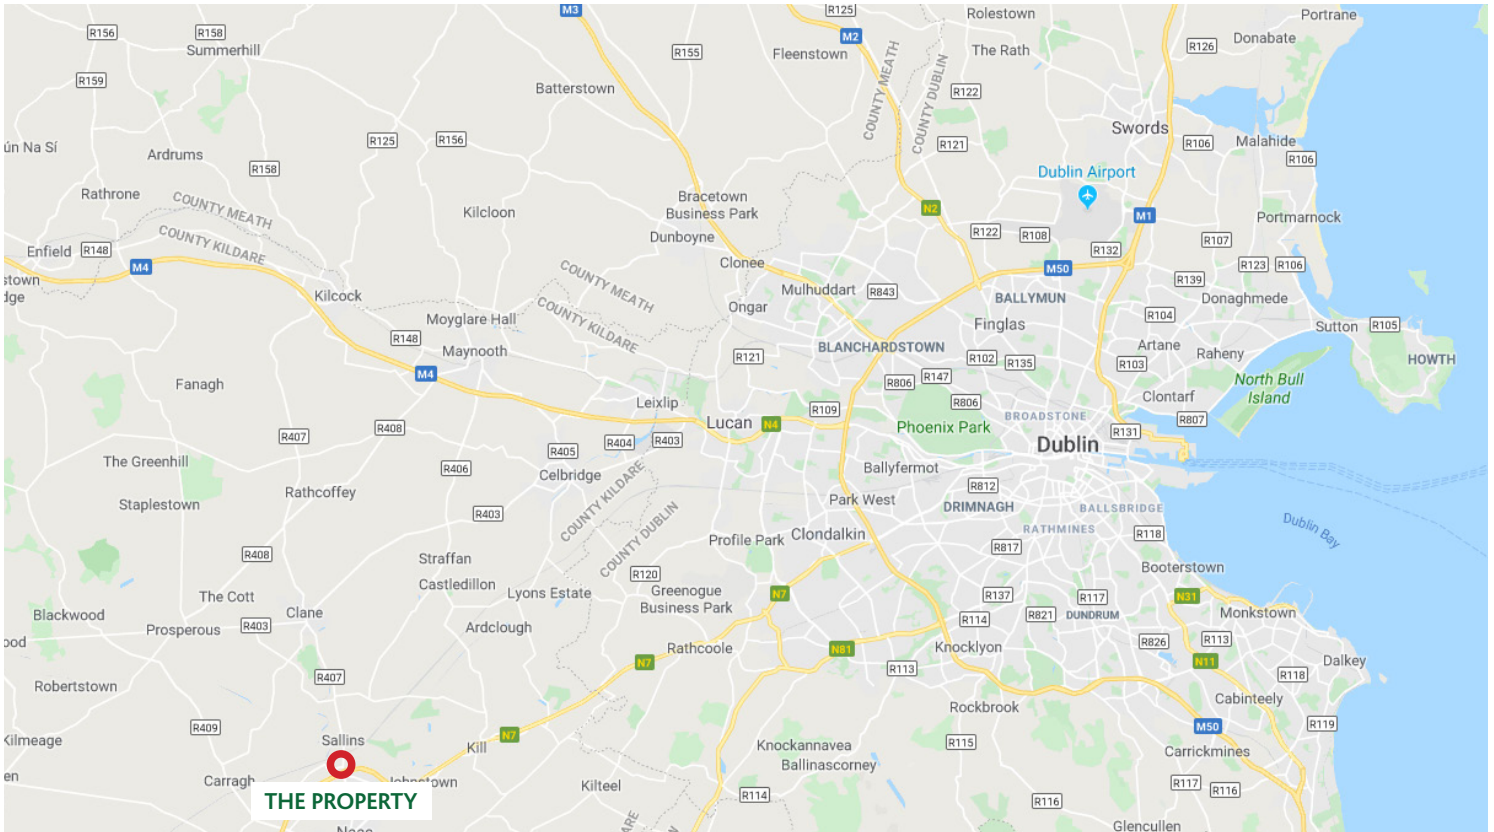 M3
R125
Rolestown
Portrane
R156
R158
M2
Donabate
Summerhill
R155
Fleenstown
The Rath
R126
R159
Batterstown
COUNTY MEATH
COUNTY DUBLIN
R122
Swords
ún Na Sí
R125
R156
R121
R106
Malahide
Ardrums
R158
R106
Dublin Airport
Rathrone
COUNTY MEATH
Kilcloon
Bracetown
Business Park
N2
M1
Portmarnock
COUNTY KILDARE
Dunboyne
R122
R108
R107
Enfield
R148
R132
M4
Clonee
M50
R123
R106
stown
dge
COUNTY MEATH
Mulhuddart
R843
R139
Kilcock
COUNTY KILDARE
Ongar
BALLYMUN
Donaghmede
Moyglare Hall
R104
Finglas
Sutton
R105
R148
Maynooth
R121
BLANCHARDSTOWN
R102
R135
Artane
Raheny
HOWTH
R103
M4
R806
R147
North Bull
Island
Fanagh
Leixlip
R109
R806
Clontarf
BROADSTONE
Lucan
N4
Phoenix Park
R131
R807
R407
R408
R405
R404
R403
Dublin
The Greenhill
R406
Celbridge
Ballyfermot
Rathcoffey
R812
Staplestown
COUNTY KILDARE
Park West
DRIMNAGH
BALLSBRIDGE
R403
COUNTY DUBLIN
RATHMINES
Dublin Bay
Profile Park
Clondalkin
R118
R408
Straffan
R817
R120
Booterstown
Castledillon
Lyons Estate
Greenogue
Business Park
N7
R137
R117
N31
The Cott
Clane
Blackwood
R403
R114
R821
DUNDRUM
Monkstown
Prosperous
Ardclough
ood
N7
Rathcoole
N81
Knocklyon
R826
R113
R407
R113
N11
Dalkey
Robertstown
R118
Cabinteely
R409
Rockbrook
Kilmeage
Sallins
Kill
N7
Knockannavea
R115
M50
R119
Ballinascorney
Carrickmines
en
Carragh
Johnstown
Kilteel
R117
R116
THE PROPERTY
R114
R116
Glencullen